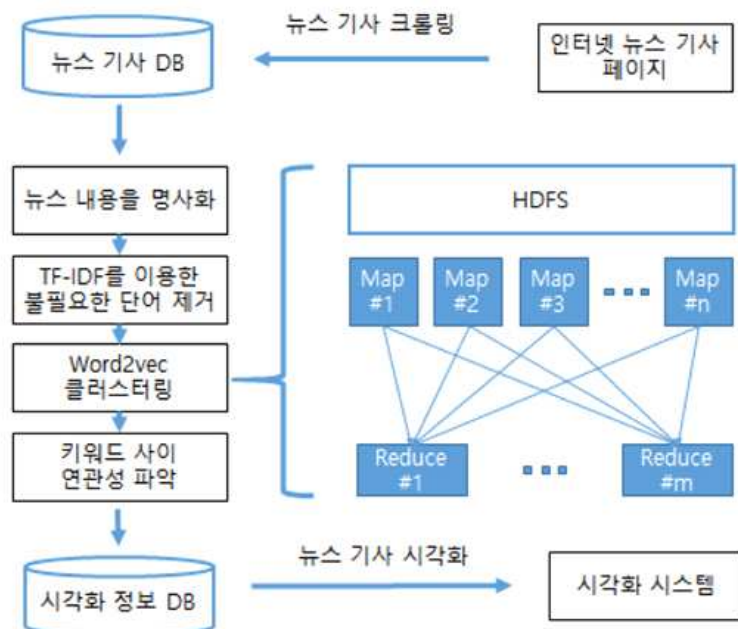 뉴스 기사 크롤링
뉴스 기사 DB
인터넷 뉴스 기사
페이지
뉴스 내용을 명사화
TF-IDF를 이용한
불필요한 단어 제거
Word2vec
클러스터링
키워드 사이
연관성 파악
HDFS
Map
#1
Map
#2
Map
#3
Map
#n
Reduce
#1
Reduce
#m
뉴스 기사 시각화
시각화 정보 DB
시각화 시스템